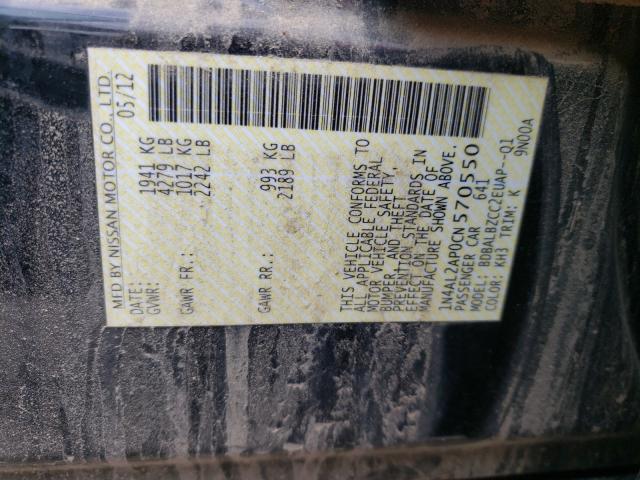 MFD BY NISSAN MOTOR CO., LTD.
DATE: 05/12
GVWR: 1941 KG
4279 LB
GAWR FR.: 1017 KG
2242 LB
GAWR RR.: 993 KG
2189 LB
THIS VEHICLE CONFORMS TO
ALL APPLICABLE FEDERAL
MOTOR VEHICLE SAFETY,
BUMPER, AND THEFT
PREVENTION STANDARDS IN
EFFECT ON THE DATE OF
MANUFACTURE SHOWN ABOVE.
1N4AL2AP0CN570550
PASSENGER CAR 641
MODEL: BDBALBZCC2EUAP--Q1
COLOR: KH3 TRIM: K 9N00A